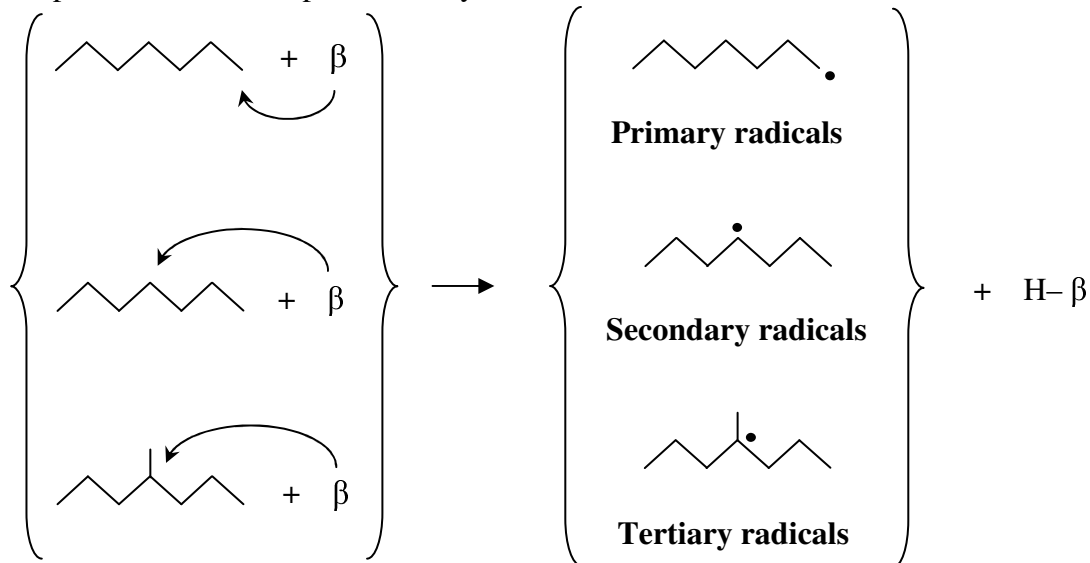 + β
Primary radicals
+ β
+ H– β
Secondary radicals
+ β
Tertiary radicals